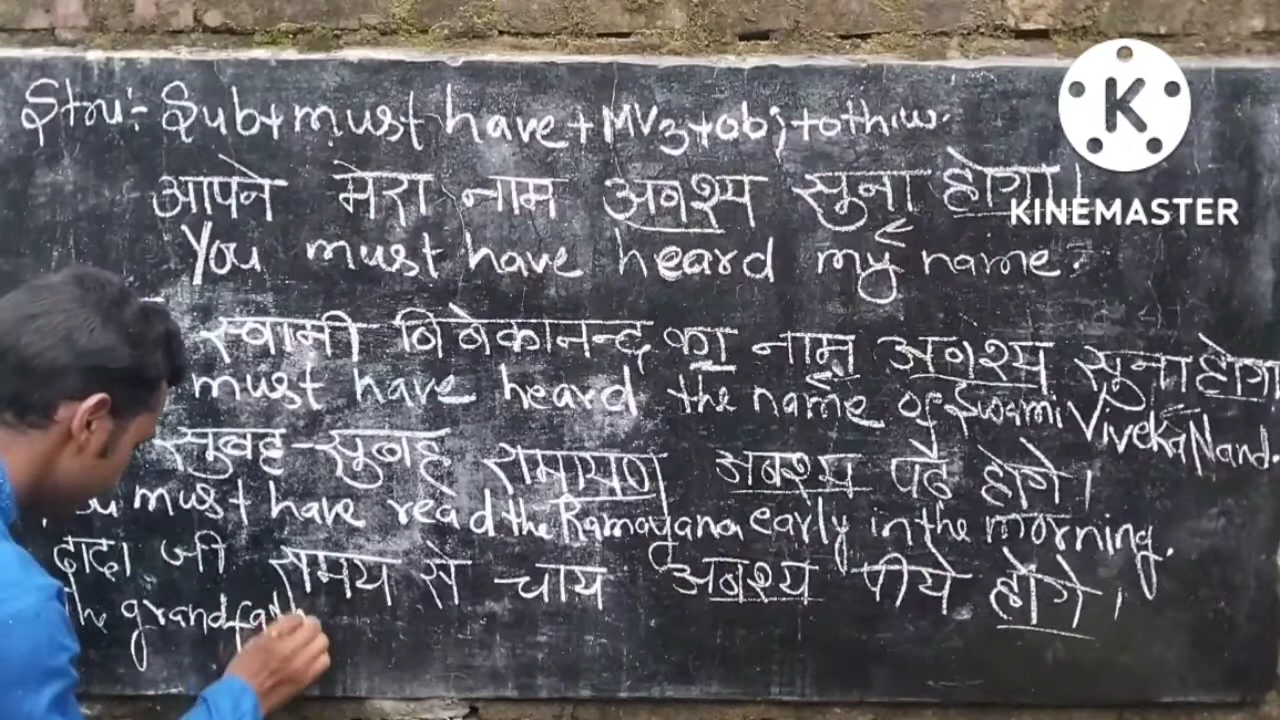 Stru:- Sub+must have+MV3+obj+othrw.
आपने मेरा नाम अवश्य सुना होगा।
You must have heard my name.
स्वामी विवेकानन्द का नाम अवश्य सुना होगा
must have heard the name of Swami VivekaNand.
सुबह-सुबह रामायण अवश्य पढे होगे।
must have read the Ramayana early in the morning.
दादा जी समय से चाय अवश्य पीये होगे।
The grandfath
K
KINEMASTER